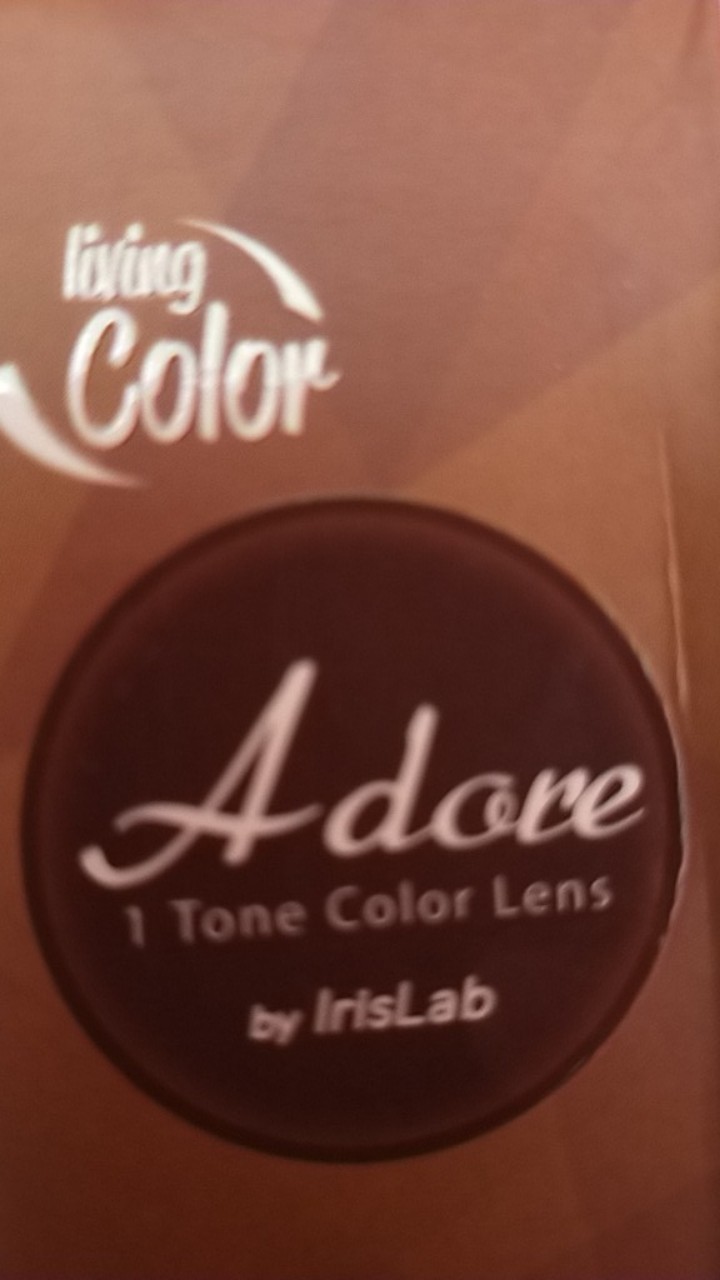 living
Color
Adore
1 Tone Color Lens
by IrisLab